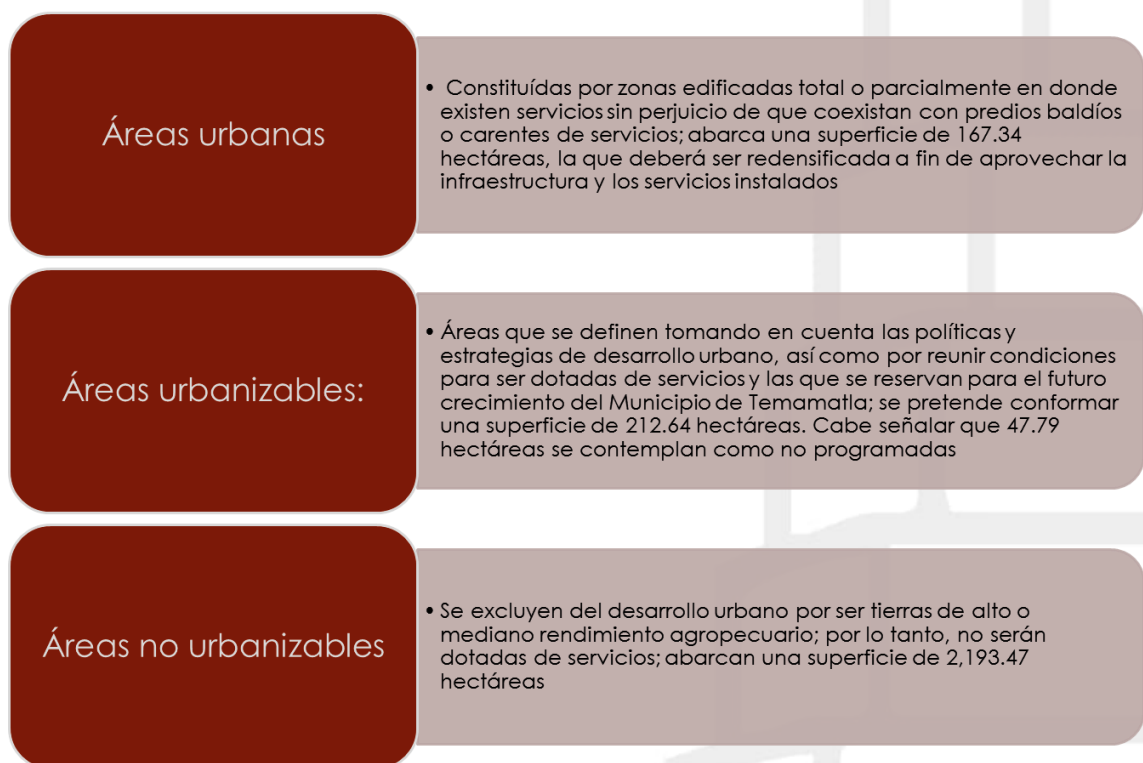 Áreas urbanas
• Constituídas por zonas edificadas total o parcialmente en donde
existen servicios sin perjuicio de que coexistan con predios baldíos
o carentes de servicios; abarca una superficie de 167.34
hectáreas, la que deberá ser redensificada a fin de aprovechar la
infraestructura y los servicios instalados
Áreas urbanizables:
• Áreas que se definen tomando en cuenta las políticas y
estrategias de desarrollo urbano, así como por reunir condiciones
para ser dotadas de servicios y las que se reservan para el futuro
crecimiento del Municipio de Temamatla; se pretende conformar
una superficie de 212.64 hectáreas. Cabe señalar que 47.79
hectáreas se contemplan como no programadas
Áreas no urbanizables
• Se excluyen del desarrollo urbano por ser tierras de alto o
mediano rendimiento agropecuario; por lo tanto, no serán
dotadas de servicios; abarcan una superficie de 2,193.47
hectáreas